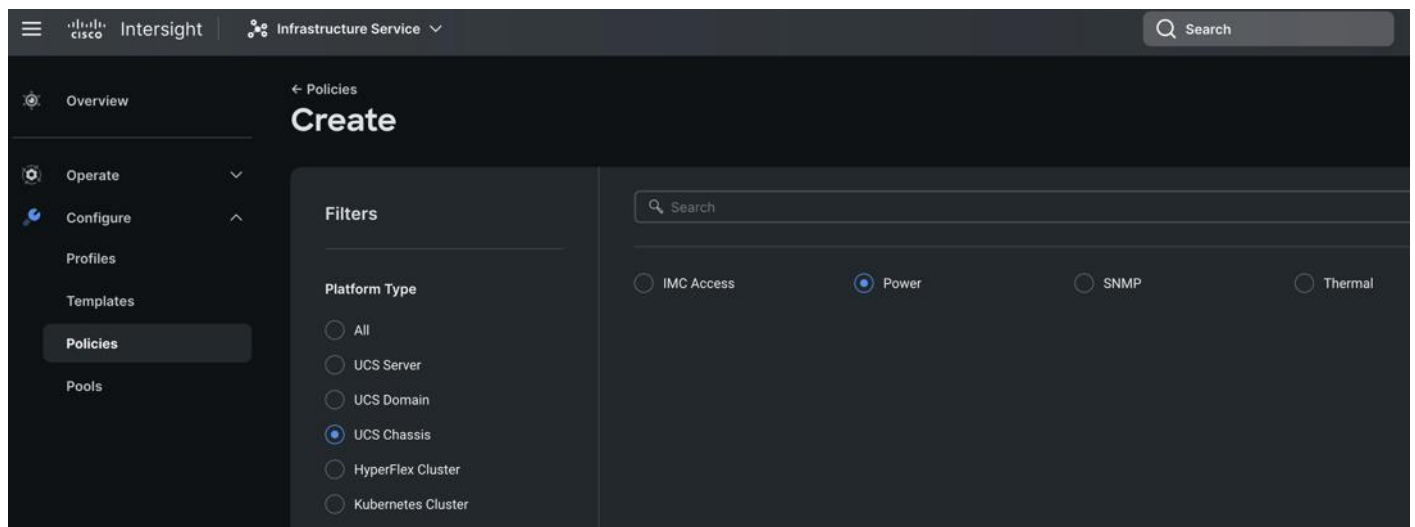 cisco Intersight Infrastructure Service Search
Overview
Operate
Configure
Profiles
Templates
Policies
Pools
← Policies
Create
Filters
Platform Type
All
UCS Server
UCS Domain
UCS Chassis
HyperFlex Cluster
Kubernetes Cluster
Search
IMC Access Power SNMP Thermal